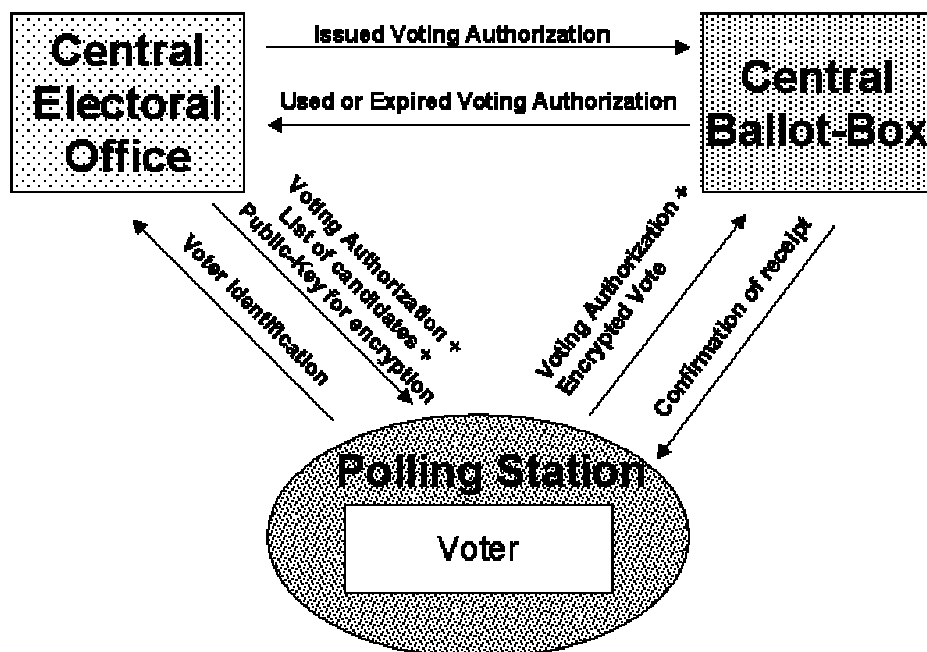 Central
Electoral
Office
Issued Voting Authorization
Used or Expired Voting Authorization
Central
Ballot-Box
Voting Authorization +
List of candidates +
Public-Key for encryption
Voter Identification
Voting Authorization +
Encrypted Vote
Confirmation of receipt
Polling Station
Voter